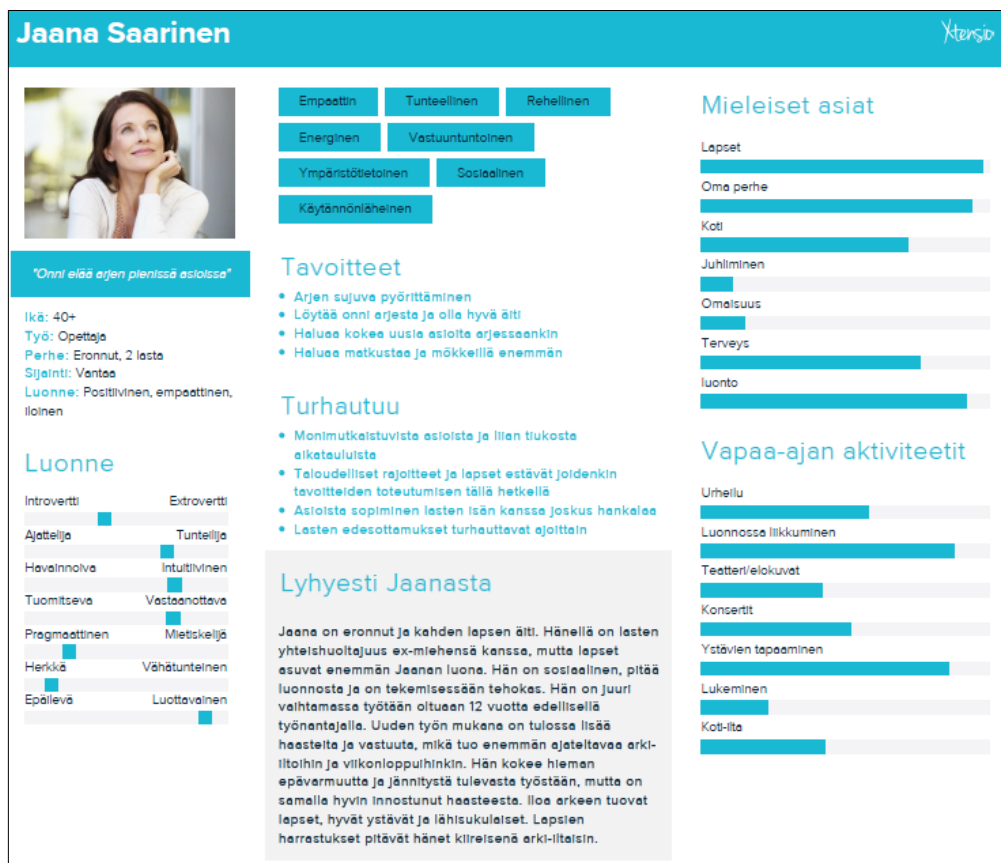 Jaana Saarinen
Xtensio
"Onni elää arjen pienissä asioissa"
Ikä: 40+
Työ: Opettaja
Perhe: Eronnut, 2 lasta
Sijainti: Vantaa
Luonne: Positiivinen, empaattinen,
iloinen
Luonne
Introvertti Extrovertti
Ajattelija Tunteilija
Havainnoiva Intuitiivinen
Tuomitseva Vastaanottava
Pragmaattinen Mietiskelijä
Herkkä Vähätunteinen
Epäilevä Luottavainen
Empaattin Tunteellinen Rehellinen
Energinen Vastuuntuntoinen
Ympäristötietoinen Sosiaalinen
Käytännönläheinen
Tavoitteet
• Arjen sujuva pyörittäminen
• Löytää onni arjesta ja olla hyvä äiti
• Haluaa kokea uusia asioita arjessaankin
• Haluaa matkustaa ja mökkeillä enemmän
Turhautuu
• Monimutkaistuvista asioista ja liian tiukosta
aikatauluista
• Taloudelliset rajoitteet ja lapset estävät joidenkin
tavoitteiden toteutumisen tällä hetkellä
• Asioista sopiminen lasten isän kanssa joskus hankalaa
• Lasten edesottamukset turhauttavat ajoittain
Lyhyesti Jaanasta
Jaana on eronnut ja kahden lapsen äiti. Hänellä on lasten
yhteishuoltajuus ex-miehensä kanssa, mutta lapset
asuvat enemmän Jaanan luona. Hän on sosiaalinen, pitää
luonnosta ja on tekemisessään tehokas. Hän on juuri
vaihtamassa työtään oltuaan 12 vuotta edellisellä
työnantajalla. Uuden työn mukana on tulossa lisää
haasteita ja vastuuta, mikä tuo enemmän ajateltavaa arki-
iltoihin ja viikonloppuihinkin. Hän kokee hieman
epävarmuutta ja jännitystä tulevasta työstään, mutta on
samalla hyvin innostunut haasteesta. Iloa arkeen tuovat
lapset, hyvät ystävät ja lähisukulaiset. Lapsien
harrastukset pitävät hänet kiireisenä arki-iltaisin.
Mieleiset asiat
Lapset
Oma perhe
Koti
Juhliminen
Omaisuus
Terveys
luonto
Vapaa-ajan aktiviteetit
Urheilu
Luonnossa liikkuminen
Teatteri/elokuvat
Konsertit
Ystävien tapaaminen
Lukeminen
Koti-ilta